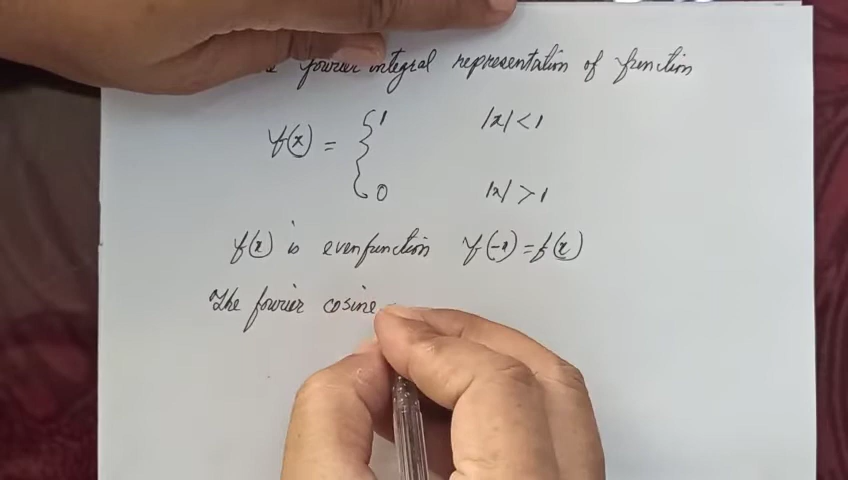 fourier integral representation of function
f(x) = { 1 |x| < 1
0 |x| > 1
f(x) is even function f(-x) = f(x)
The fourier cosine